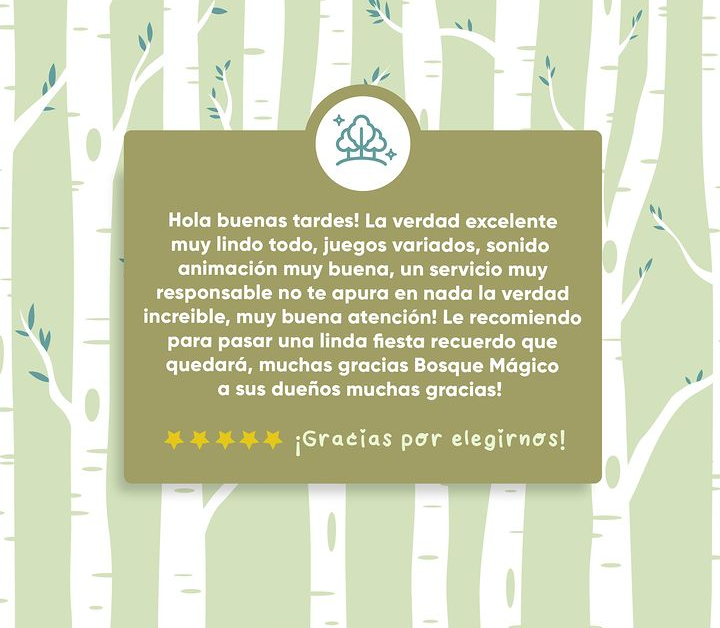 Hola buenas tardes! La verdad excelente
muy lindo todo, juegos variados, sonido
animación muy buena, un servicio muy
responsable no te apura en nada la verdad
increible, muy buena atención! Le recomiendo
para pasar una linda fiesta recuerdo que
quedará, muchas gracias Bosque Mágico
a sus dueños muchas gracias!
¡Gracias por elegirnos!